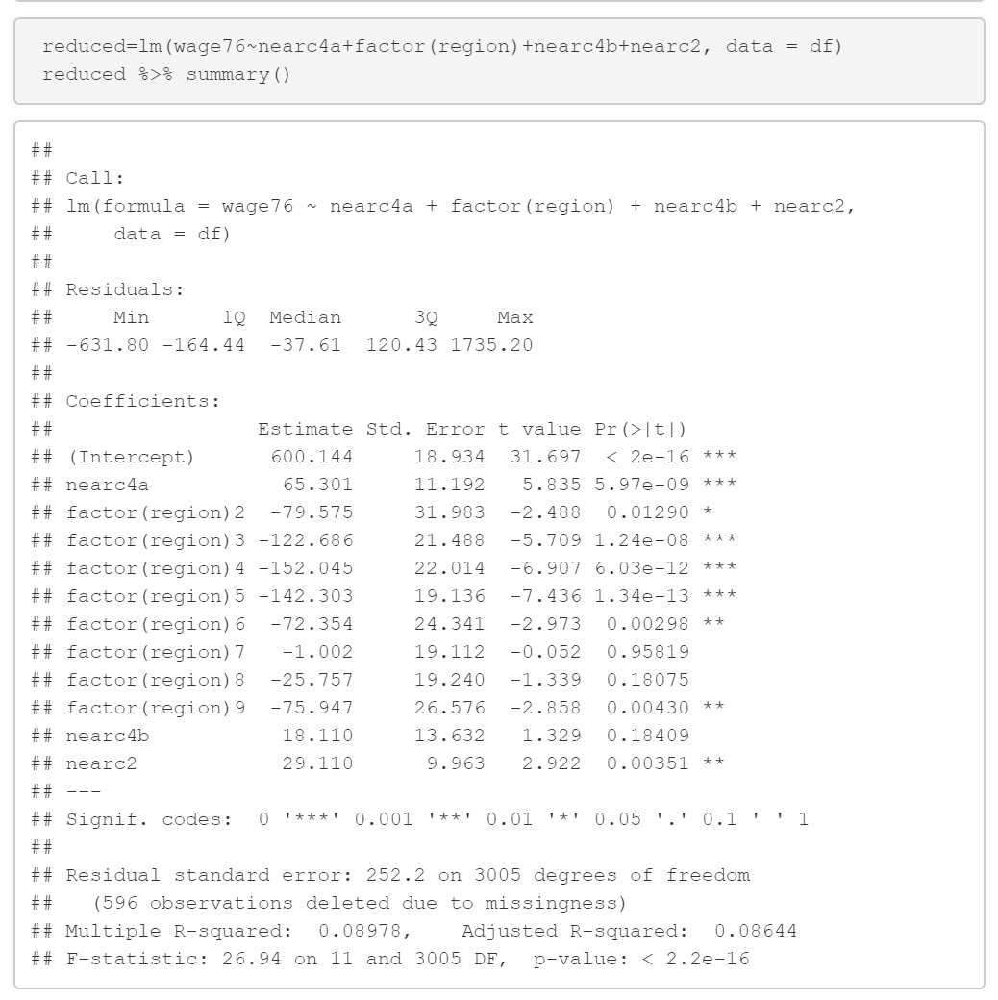 reduced=lm(wage76~nearc4a+factor(region)+nearc4b+nearc2, data = df)
reduced %>% summary()
##
## Call:
## lm(formula = wage76 ~ nearc4a + factor(region) + nearc4b + nearc2,
##     data = df)
##
## Residuals:
##     Min      1Q  Median      3Q     Max
## -631.80 -164.44  -37.61  120.43 1735.20
##
## Coefficients:
##                 Estimate Std. Error t value Pr(>|t|)
## (Intercept)      600.144     18.934  31.697  < 2e-16 ***
## nearc4a           65.301     11.192   5.835 5.97e-09 ***
## factor(region)2  -79.575     31.983  -2.488  0.01290 *
## factor(region)3 -122.686     21.488  -5.709 1.24e-08 ***
## factor(region)4 -152.045     22.014  -6.907 6.03e-12 ***
## factor(region)5 -142.303     19.136  -7.436 1.34e-13 ***
## factor(region)6  -72.354     24.341  -2.973  0.00298 **
## factor(region)7   -1.002     19.112  -0.052  0.95819
## factor(region)8  -25.757     19.240  -1.339  0.18075
## factor(region)9  -75.947     26.576  -2.858  0.00430 **
## nearc4b           18.110     13.632   1.329  0.18409
## nearc2            29.110      9.963   2.922  0.00351 **
## ---
## Signif. codes:  0 '***' 0.001 '**' 0.01 '*' 0.05 '.' 0.1 ' ' 1
##
## Residual standard error: 252.2 on 3005 degrees of freedom
##   (596 observations deleted due to missingness)
## Multiple R-squared:  0.08978,    Adjusted R-squared:  0.08644
## F-statistic: 26.94 on 11 and 3005 DF,  p-value: < 2.2e-16